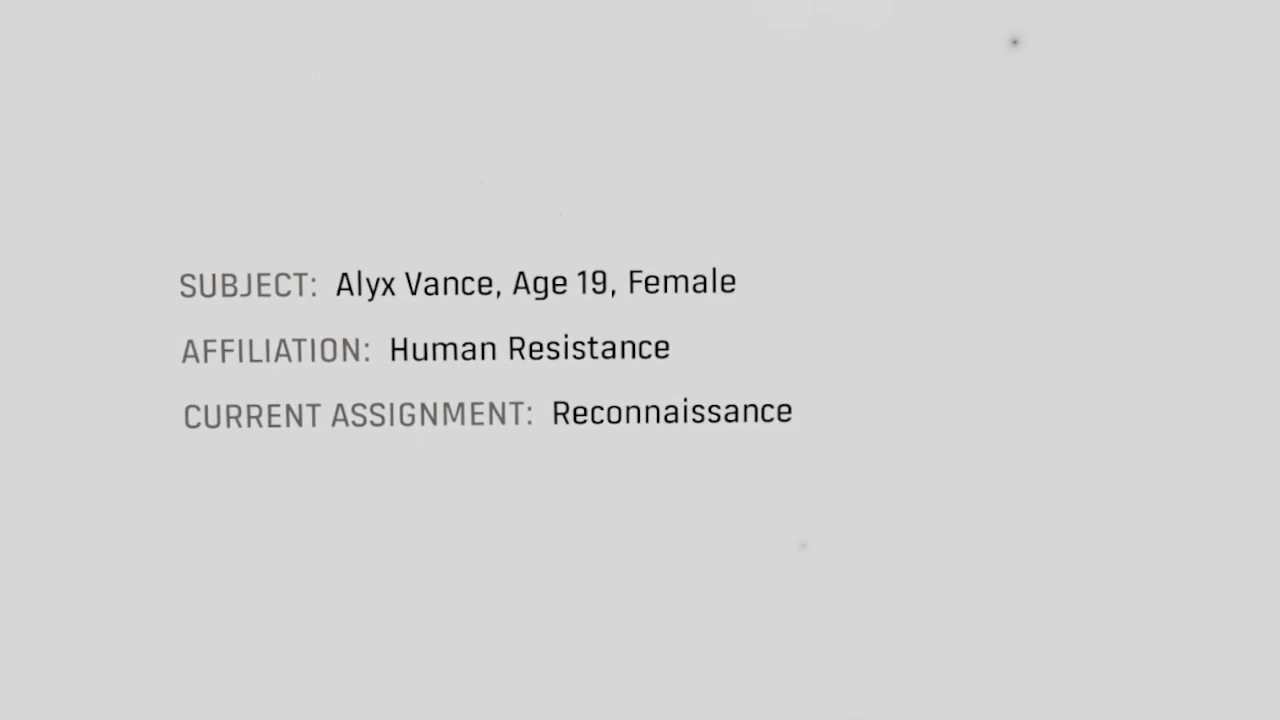 SUBJECT: Alyx Vance, Age 19, Female
AFFILIATION: Human Resistance
CURRENT ASSIGNMENT: Reconnaissance